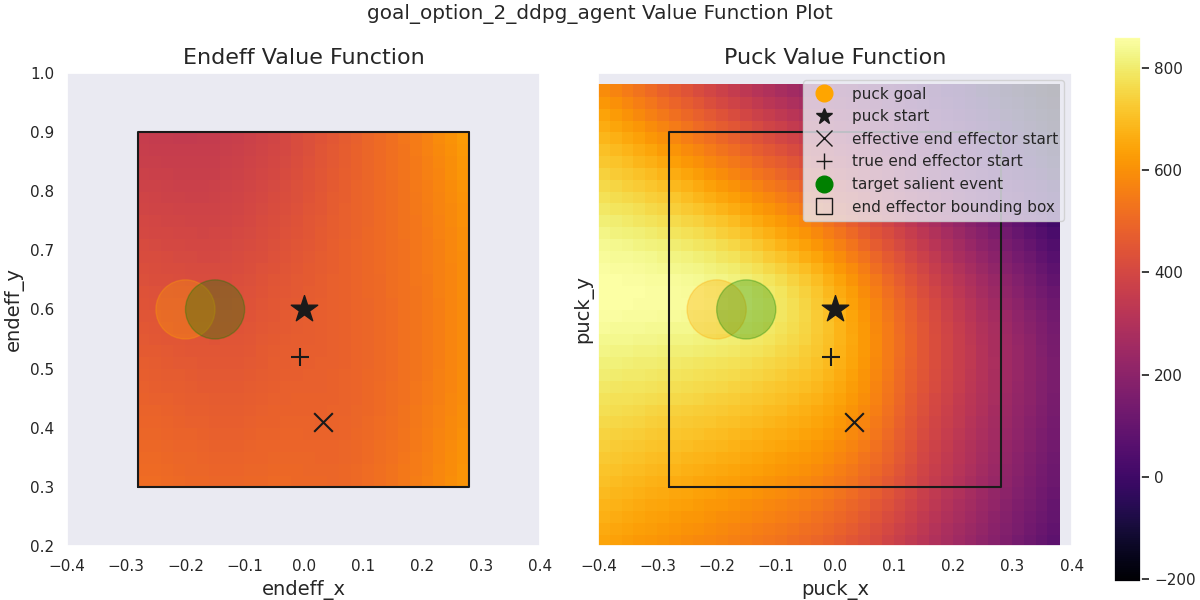 goal_option_2_ddpg_agent Value Function Plot
Endeff Value Function
1.0
0.9
0.8
0.7
0.6
0.5
0.4
0.3
0.2
endeff_y
−0.4 −0.3 −0.2 −0.1 0.0 0.1 0.2 0.3 0.4
endeff_x
Puck Value Function
puck goal
puck start
effective end effector start
true end effector start
target salient event
end effector bounding box
puck_y
−0.4 −0.3 −0.2 −0.1 0.0 0.1 0.2 0.3 0.4
puck_x
800
600
400
200
0
−200